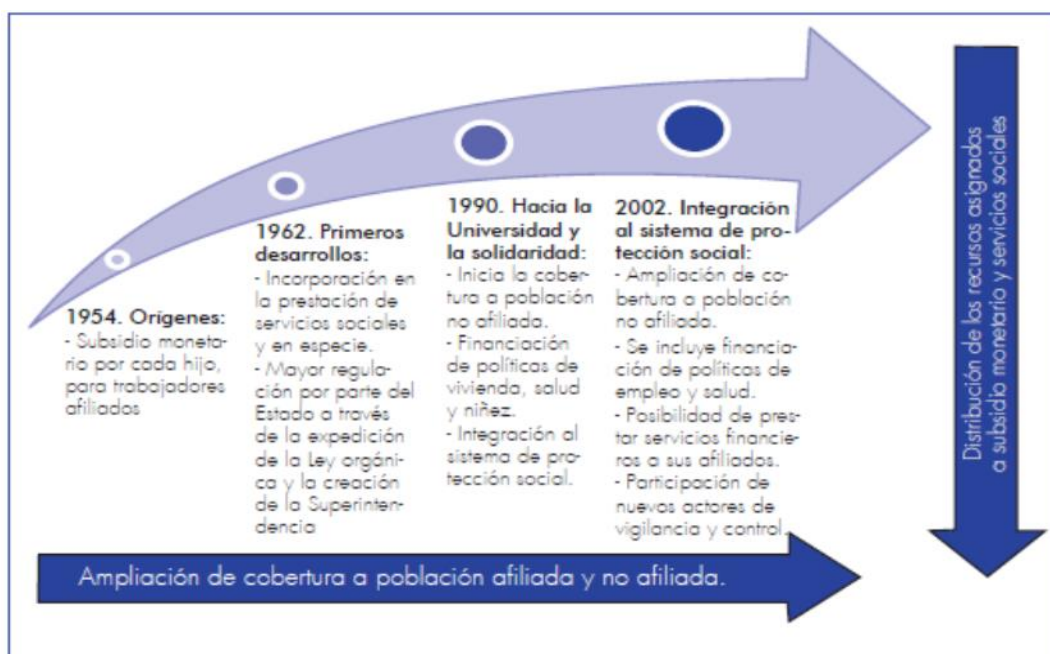 1954. Orígenes:
- Subsidio moneta-
rio por cada hijo,
para trabajadores
afiliados
1962. Primeros
desarrollos:
- Incorporación en
la prestación de
servicios sociales
y en especie.
- Mayor regula-
ción por parte del
Estado a través
de la expedición
de la Ley orgáni-
ca y la creación
de la Superinten-
dencia
1990. Hacia la
Universidad y
la solidaridad:
- Inicia la cober-
tura a población
no afiliada.
- Financiación
de políticas de
vivienda, salud
y niñez.
- Integración al
sistema de pro-
tección social.
2002. Integración
al sistema de pro-
tección social:
- Ampliación de co-
bertura a población
no afiliada.
- Se incluye financia-
ción de políticas de
empleo y salud.
- Posibilidad de pres-
tar servicios financie-
ros a sus afiliados.
- Participación de
nuevos actores de
vigilancia y control.
Distribución de los recursos asignados
a subsidio monetario y servicios sociales
Ampliación de cobertura a población afiliada y no afiliada.